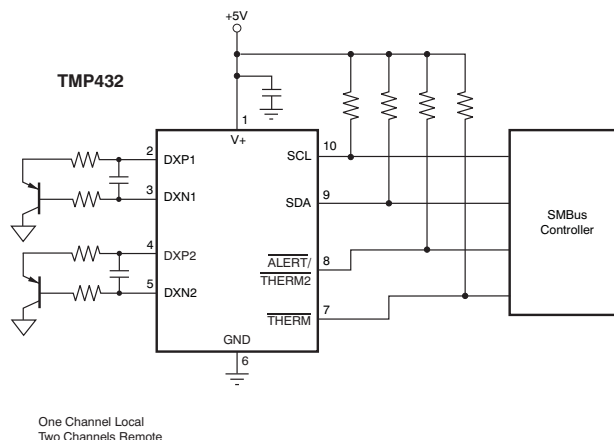 +5V
TMP432
1
V+
2 DXP1
3 DXN1
4 DXP2
5 DXN2
SCL 10
SDA 9
ALERT/ 8
THERM2
THERM 7
GND
6
SMBus
Controller
One Channel Local
Two Channels Remote